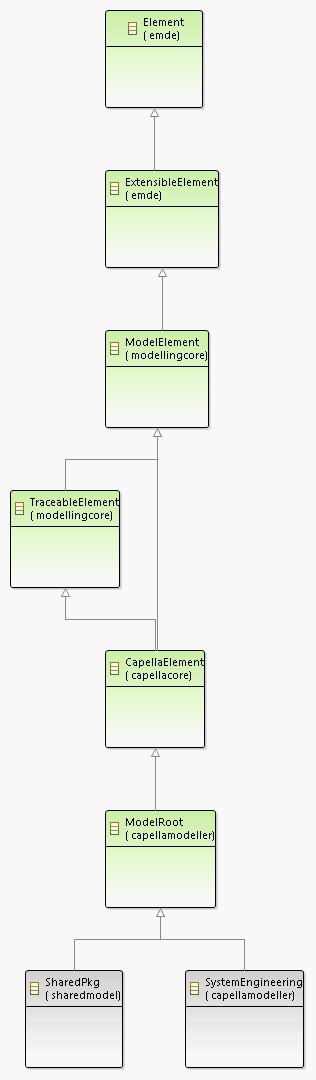 Element
( emde)
ExtensibleElement
( emde)
ModelElement
( modellingcore)
TraceableElement
( modellingcore)
CapellaElement
( capellacore)
ModelRoot
( capellamodeller)
SharedPkg
( sharedmodel)
SystemEngineering
( capellamodeller)